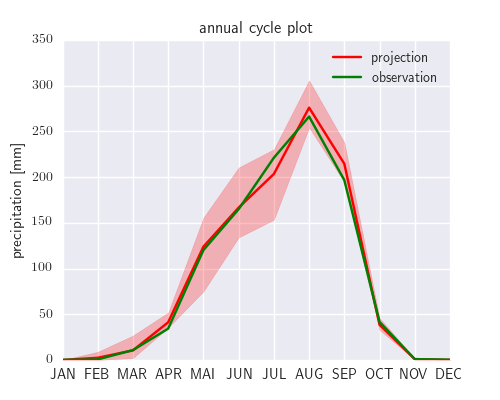 annual cycle plot
350
300
250
200
150
100
50
0
precipitation [mm]
projection
observation
JAN FEB MAR APR MAI JUN JUL AUG SEP OCT NOV DEC